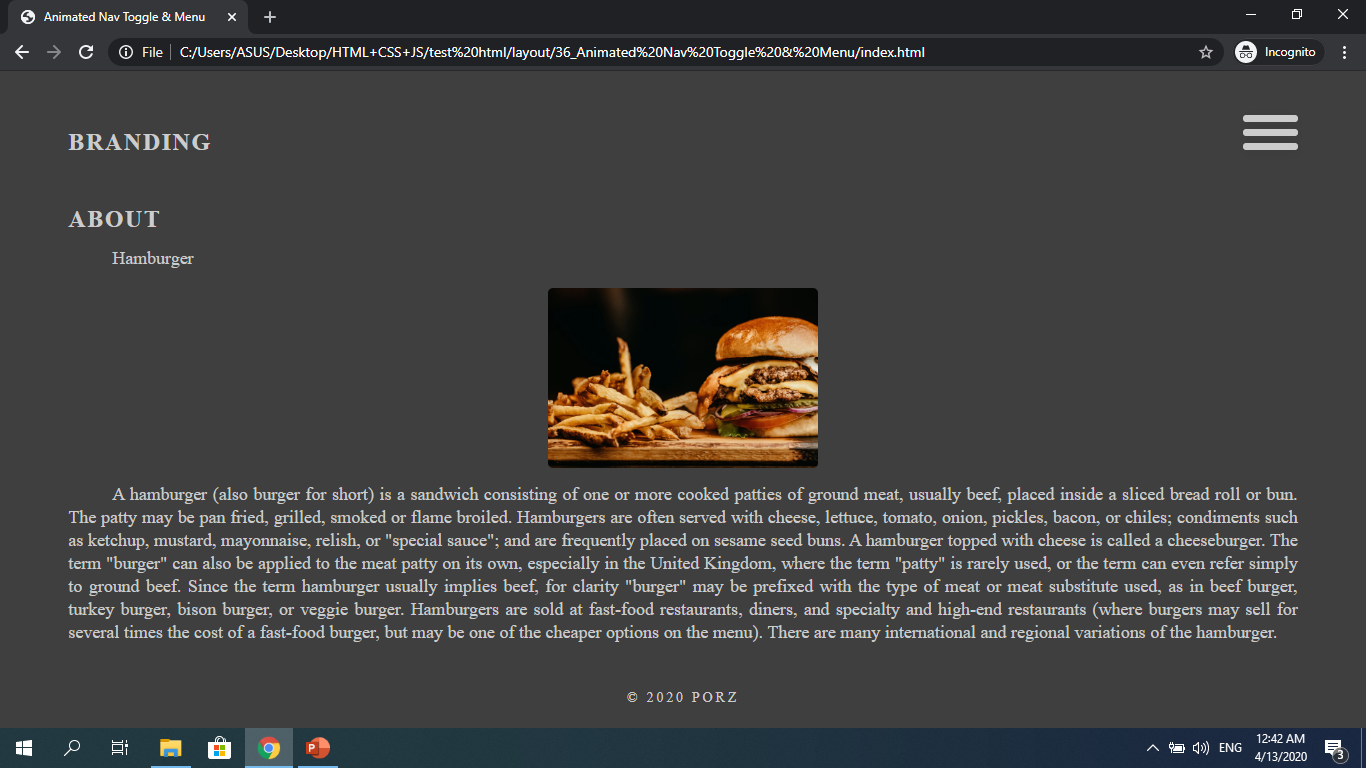 Animated Nav Toggle & Menu
File
C:/Users/ASUS/Desktop/HTML+CSS+JS/test%20html/layout/36_Animated%20Nav%20Toggle%20&%20Menu/index.html
Incognito
BRANDING
ABOUT
Hamburger
A hamburger (also burger for short) is a sandwich consisting of one or more cooked patties of ground meat, usually beef, placed inside a sliced bread roll or bun.
The patty may be pan fried, grilled, smoked or flame broiled. Hamburgers are often served with cheese, lettuce, tomato, onion, pickles, bacon, or chiles; condiments such
as ketchup, mustard, mayonnaise, relish, or "special sauce"; and are frequently placed on sesame seed buns. A hamburger topped with cheese is called a cheeseburger. The
term "burger" can also be applied to the meat patty on its own, especially in the United Kingdom, where the term "patty" is rarely used, or the term can even refer simply
to ground beef. Since the term hamburger usually implies beef, for clarity "burger" may be prefixed with the type of meat or meat substitute used, as in beef burger,
turkey burger, bison burger, or veggie burger. Hamburgers are sold at fast-food restaurants, diners, and specialty and high-end restaurants (where burgers may sell for
several times the cost of a fast-food burger, but may be one of the cheaper options on the menu). There are many international and regional variations of the hamburger.
© 2020 PORZ
P
ENG
12:42 AM
4/13/2020
3